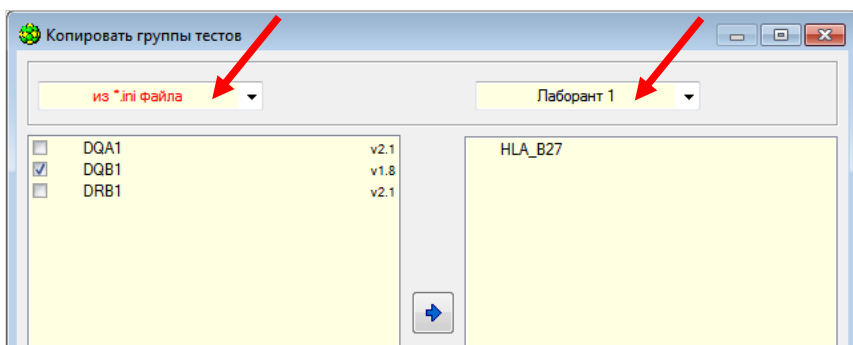 Копировать группы тестов
из *.ini файла
Лаборант 1
DQA1 v2.1
DQB1 v1.8
DRB1 v2.1
HLA_B27